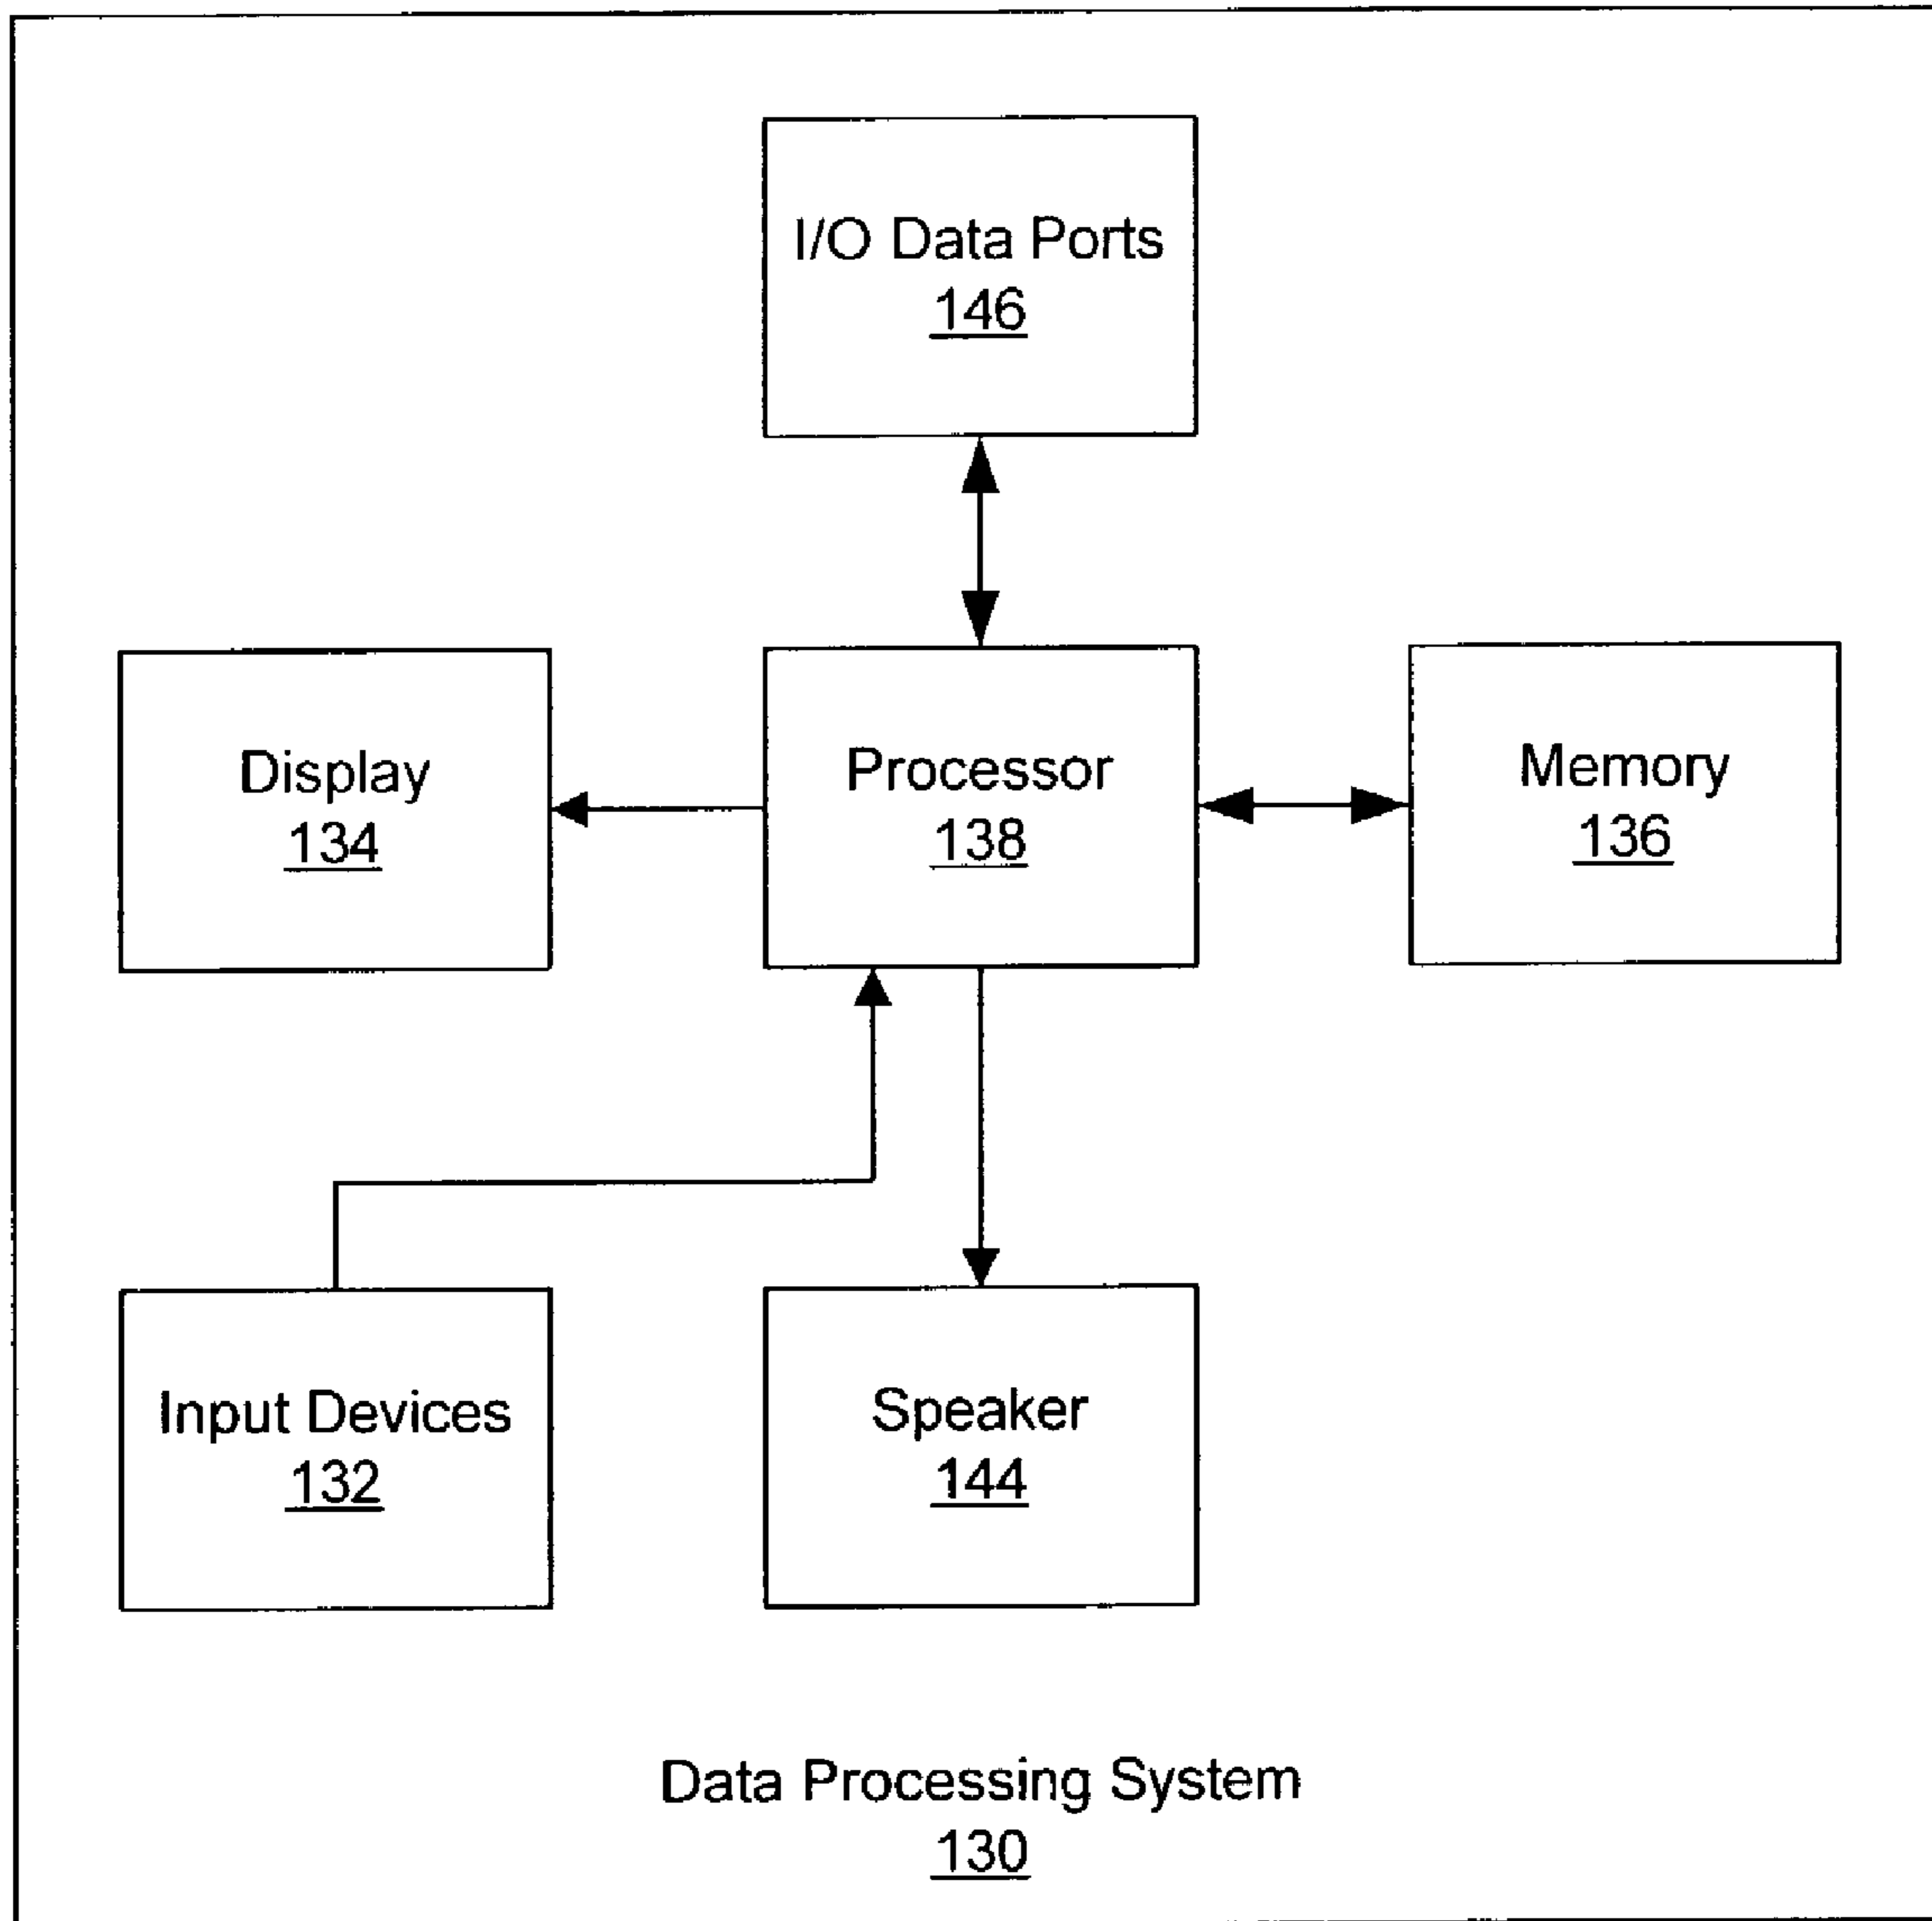 I/O Data Ports
146
Display
134
Processor
138
Memory
136
Input Devices
132
Speaker
144
Data Processing System
130